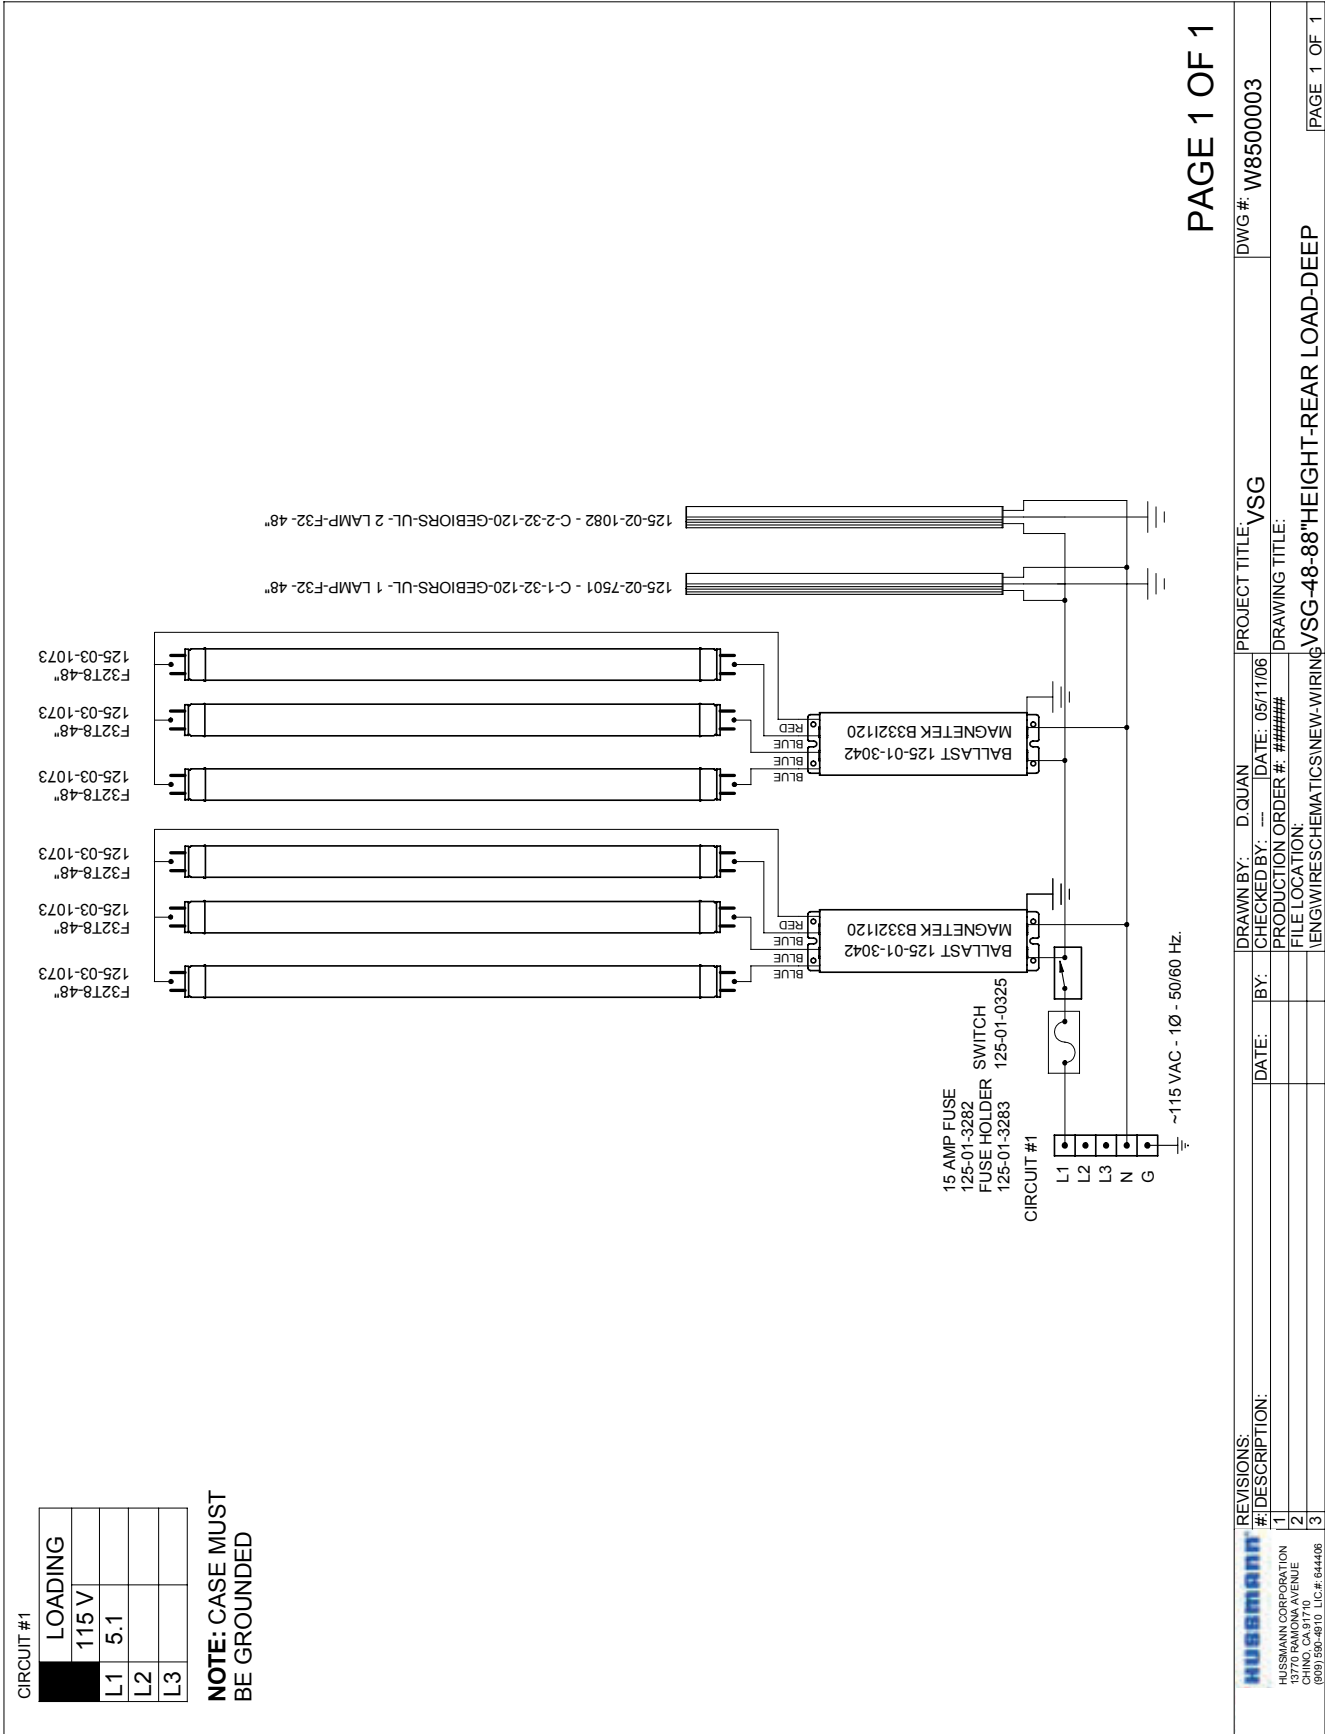 CIRCUIT #1
LOADING
115 V
L1 5.1
L2
L3
NOTE: CASE MUST
BE GROUNDED
F32T8-48"
125-03-1073
F32T8-48"
125-03-1073
F32T8-48"
125-03-1073
F32T8-48"
125-03-1073
F32T8-48"
125-03-1073
F32T8-48"
125-03-1073
125-02-7501 - C-1-32-120-GEBIORS-UL- 1 LAMP-F32- 48"
125-02-1082 - C-2-32-120-GEBIORS-UL- 2 LAMP-F32- 48"
BLUE
BLUE
BLUE
RED
BALLAST 125-01-3042
MAGNETEK B332I120
BLUE
BLUE
BLUE
RED
BALLAST 125-01-3042
MAGNETEK B332I120
15 AMP FUSE
125-01-3282
FUSE HOLDER
125-01-3283
SWITCH
125-01-0325
CIRCUIT #1
L1
L2
L3
N
G
~115 VAC - 1Ø - 50/60 Hz.
PAGE 1 OF 1
HUSSMANN
HUSSMANN CORPORATION
13770 RAMONA AVENUE
CHINO, CA.91710
(909) 590-4910 LIC.#: 644406
REVISIONS:
#: DESCRIPTION:
DATE:
BY:
1
2
3
DRAWN BY: D.QUAN
CHECKED BY: ---
DATE: 05/11/06
PRODUCTION ORDER #: ######
FILE LOCATION:
\ENG\WIRESCHEMATICS\NEW-WIRING
PROJECT TITLE:
VSG
DRAWING TITLE:
VSG-48-88"HEIGHT-REAR LOAD-DEEP
DWG #: W8500003
PAGE 1 OF 1